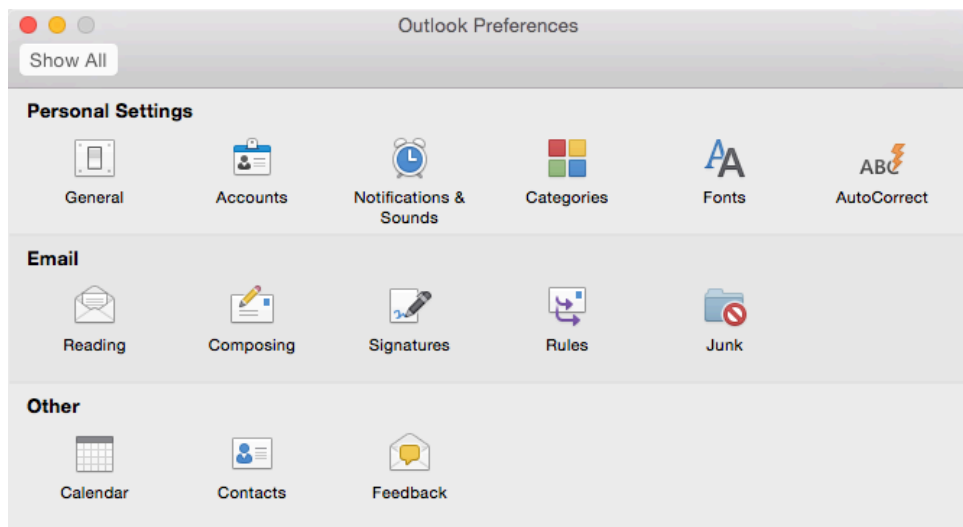 Outlook Preferences
Show All
Personal Settings
General
Accounts
Notifications &
Sounds
Categories
Fonts
ABC
AutoCorrect
Email
Reading
Composing
Signatures
Rules
Junk
Other
Calendar
Contacts
Feedback